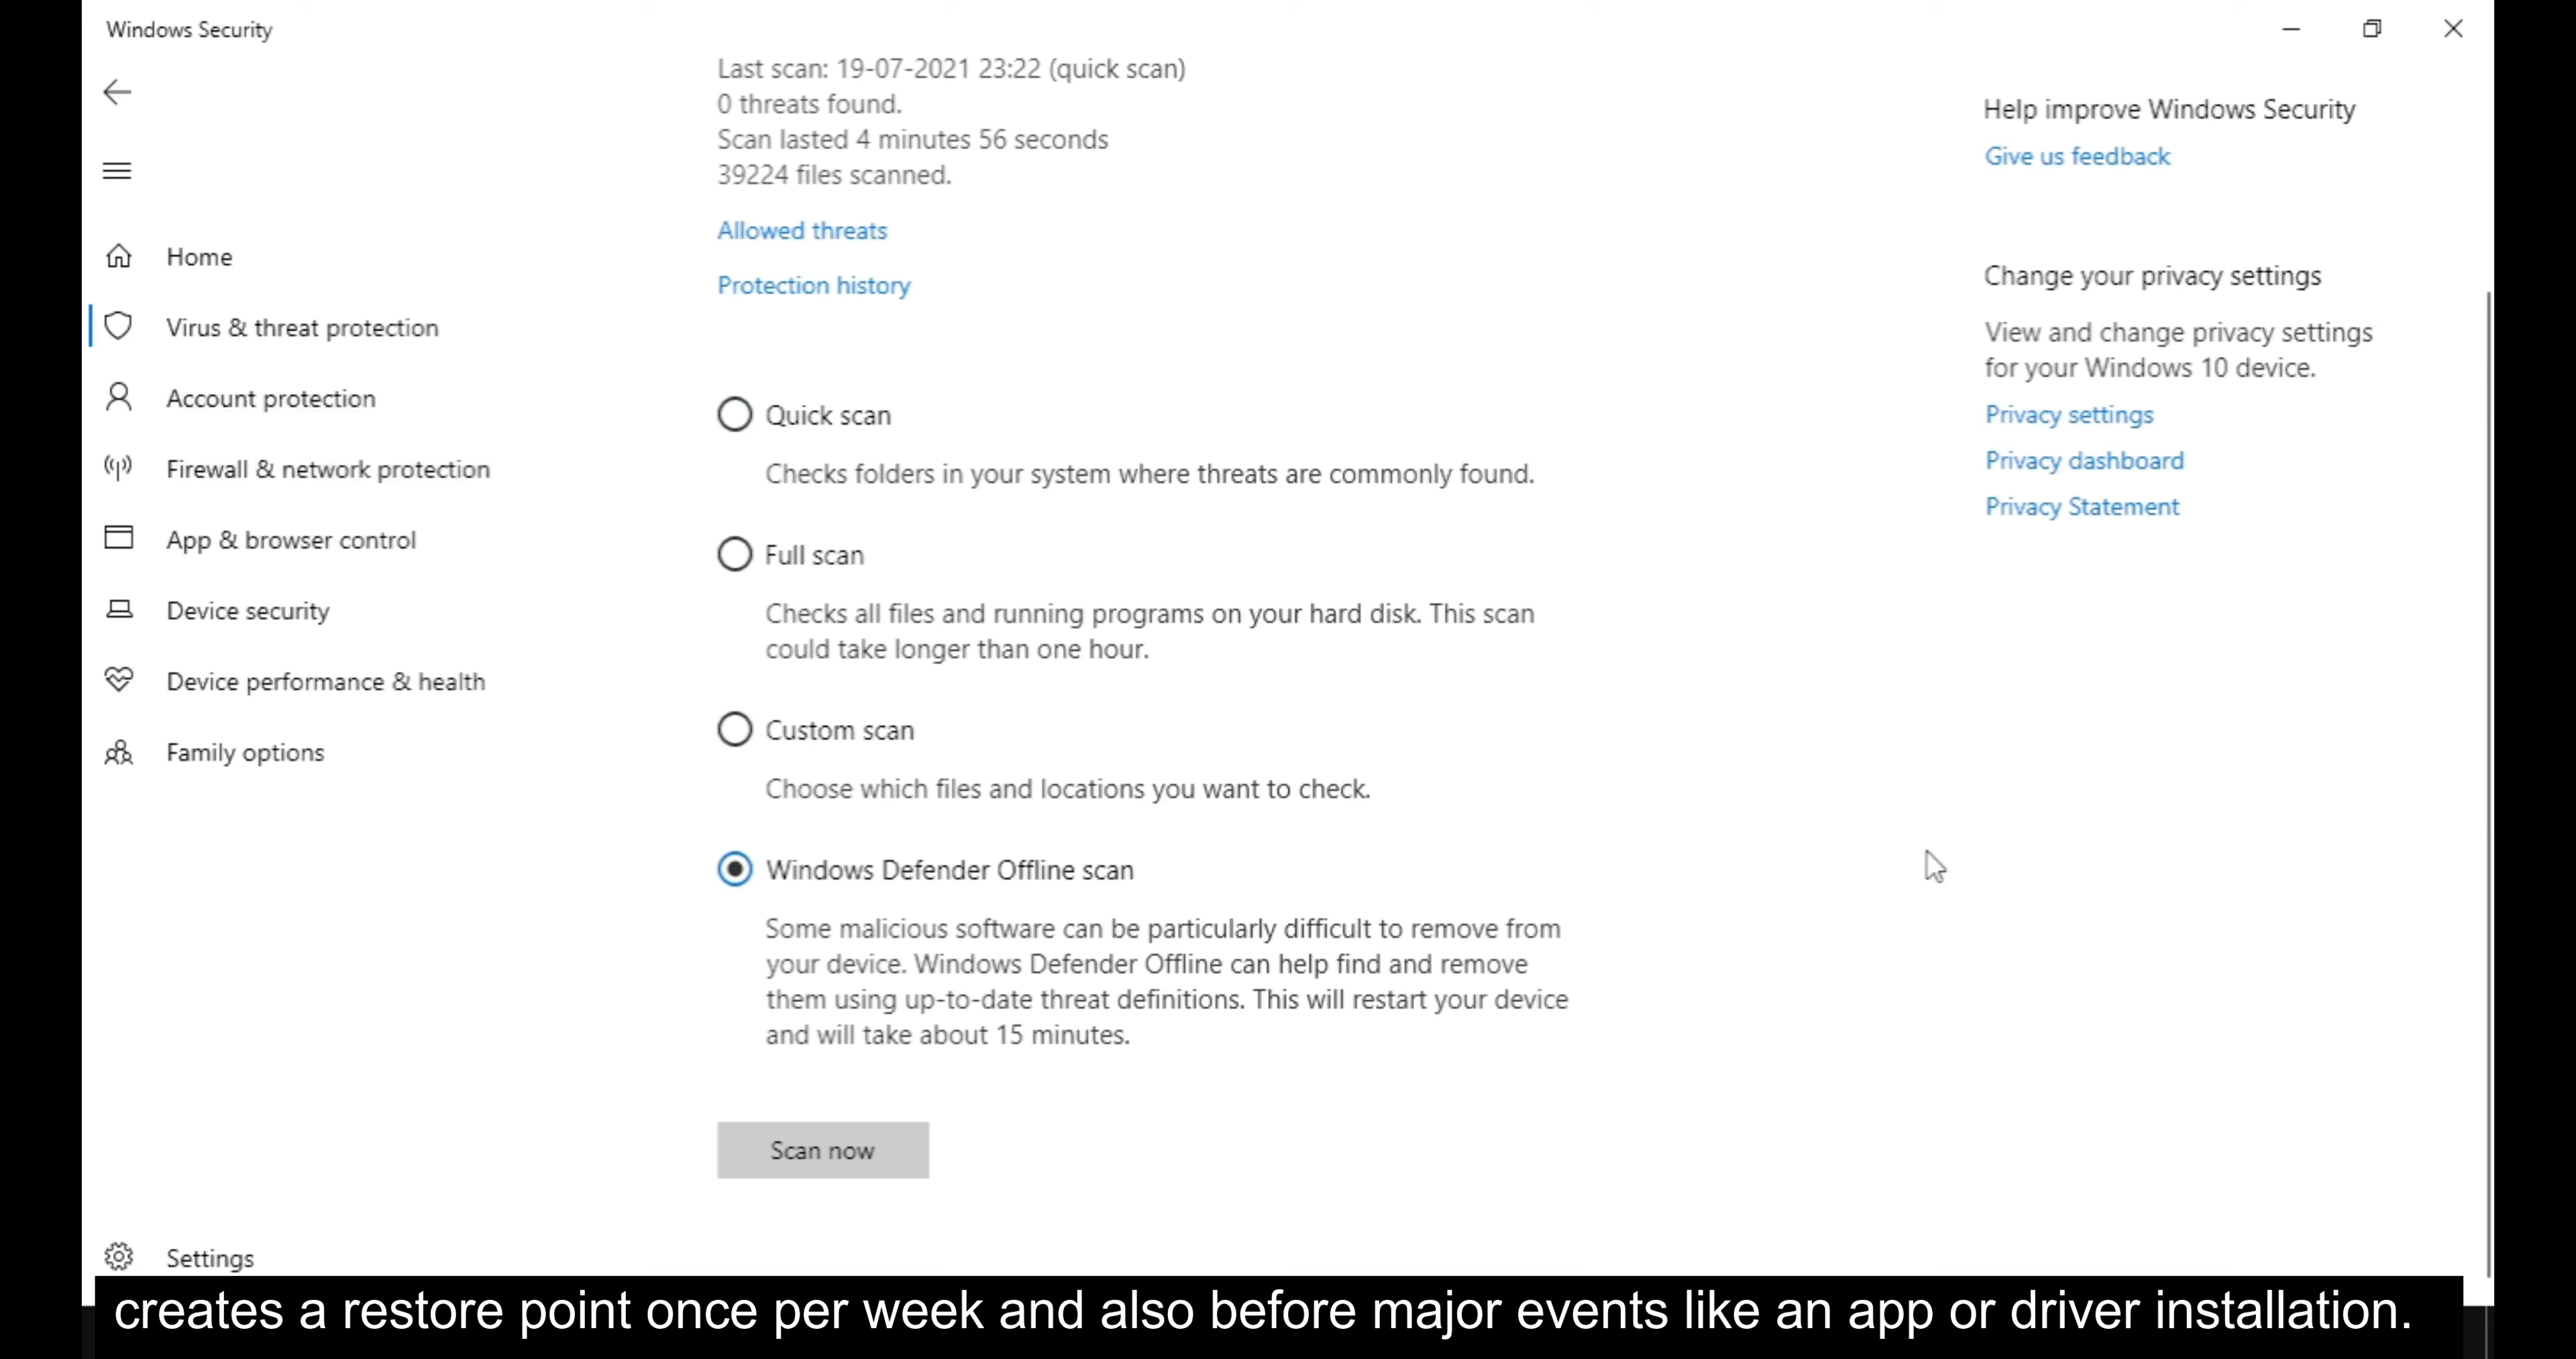 Windows Security
Last scan: 19-07-2021 23:22 (quick scan)
0 threats found.
Scan lasted 4 minutes 56 seconds
39224 files scanned.
Allowed threats
Protection history
Home
Virus & threat protection
Account protection
Firewall & network protection
App & browser control
Device security
Device performance & health
Family options
Settings
Quick scan
Checks folders in your system where threats are commonly found.
Full scan
Checks all files and running programs on your hard disk. This scan
could take longer than one hour.
Custom scan
Choose which files and locations you want to check.
Windows Defender Offline scan
Some malicious software can be particularly difficult to remove from
your device. Windows Defender Offline can help find and remove
them using up-to-date threat definitions. This will restart your device
and will take about 15 minutes.
Scan now
Help improve Windows Security
Give us feedback
Change your privacy settings
View and change privacy settings
for your Windows 10 device.
Privacy settings
Privacy dashboard
Privacy Statement
creates a restore point once per week and also before major events like an app or driver installation.